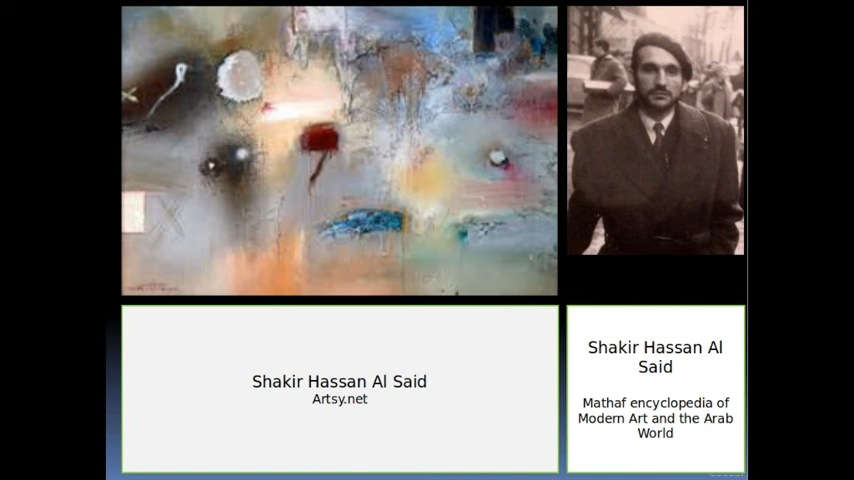 Shakir Hassan Al Said
Artsy.net
Shakir Hassan Al
Said
Mathaf encyclopedia of
Modern Art and the Arab
World